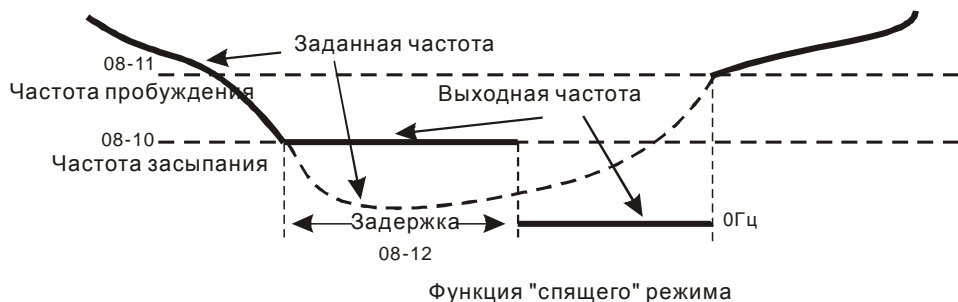 Заданная частота
08-11
Частота пробуждения
Выходная частота
08-10
Частота засыпания
Задержка
0Гц
08-12
Функция "спящего" режима